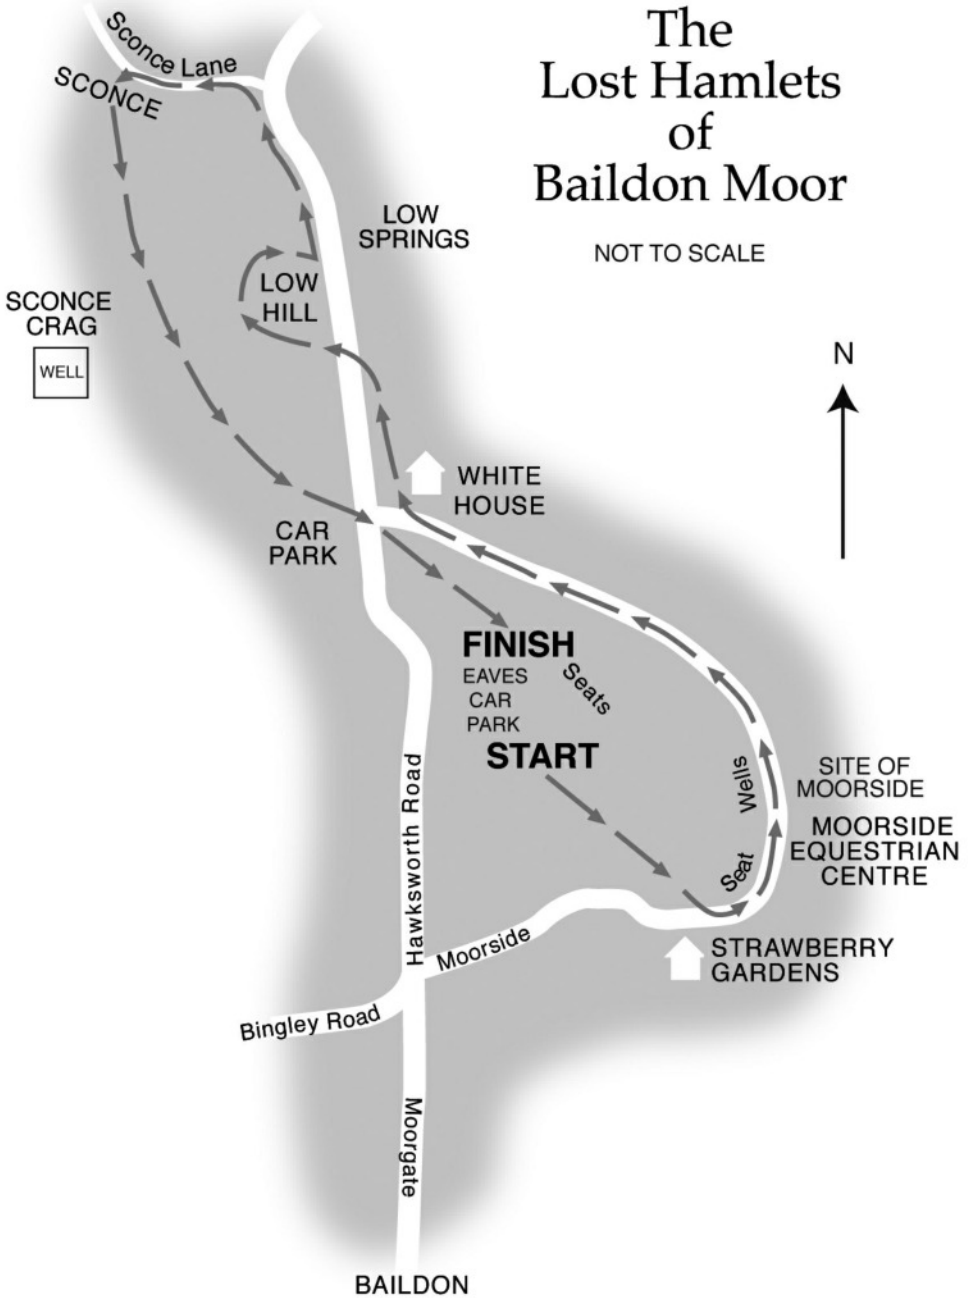 The
Lost Hamlets
of
Baildon Moor
NOT TO SCALE
N
Sconce Lane
SCONCE
LOW
SPRINGS
LOW
HILL
SCONCE
CRAG
WELL
WHITE
HOUSE
CAR
PARK
FINISH
EAVES
CAR
PARK
Seats
START
Hawksworth Road
Wells
Seat
SITE OF
MOORSIDE
MOORSIDE
EQUESTRIAN
CENTRE
STRAWBERRY
GARDENS
Moorside
Bingley Road
Moorgate
BAILDON